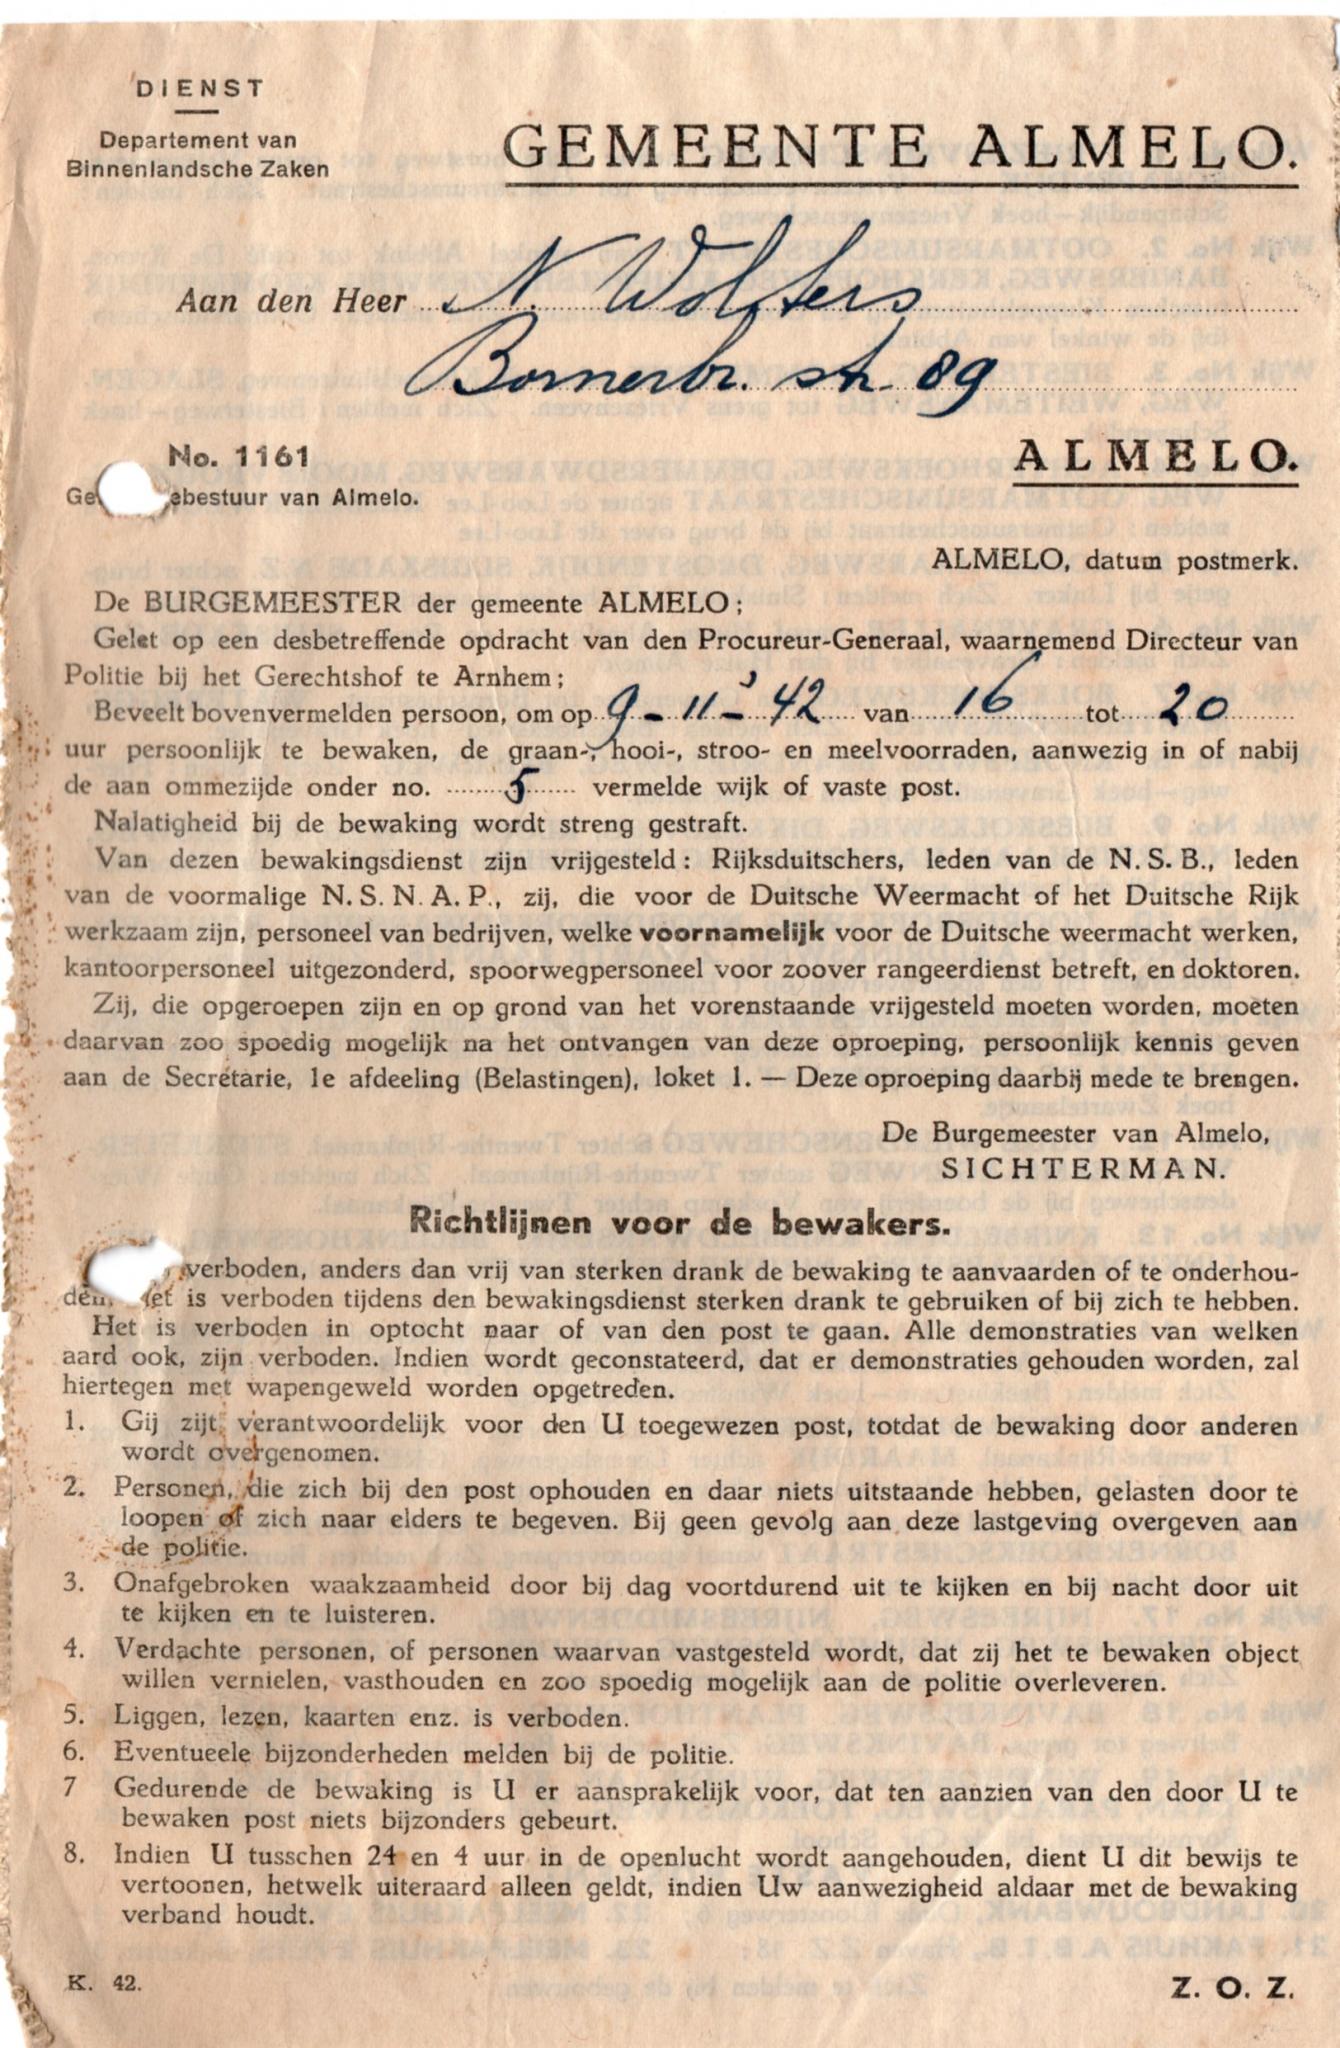 DIENST
Departement van
Binnenlandsche Zaken
GEMEENTE ALMELO.
Aan den Heer N. Wolters
Bornerbr. str. 89
No. 1161
ALMELO.
Ge ebestuur van Almelo.
ALMELO, datum postmerk.
De BURGEMEESTER der gemeente ALMELO;
Gelet op een desbetreffende opdracht van den Procureur-Generaal, waarnemend Directeur van
Politie bij het Gerechtshof te Arnhem;
Beveelt bovenvermelden persoon, om op 9-11-'42 van 16 tot 20
uur persoonlijk te bewaken, de graan-, hooi-, stroo- en meelvoorraden, aanwezig in of nabij
de aan ommezijde onder no. 5 vermelde wijk of vaste post.
Nalatigheid bij de bewaking wordt streng gestraft.
Van dezen bewakingsdienst zijn vrijgesteld: Rijksduitschers, leden van de N. S. B., leden
van de voormalige N. S. N. A. P., zij, die voor de Duitsche Weermacht of het Duitsche Rijk
werkzaam zijn, personeel van bedrijven, welke voornamelijk voor de Duitsche weermacht werken,
kantoorpersoneel uitgezonderd, spoorwegpersoneel voor zoover rangeerdienst betreft, en doktoren.
Zij, die opgeroepen zijn en op grond van het vorenstaande vrijgesteld moeten worden, moeten
daarvan zoo spoedig mogelijk na het ontvangen van deze oproeping, persoonlijk kennis geven
aan de Secretarie, 1e afdeeling (Belastingen), loket 1. — Deze oproeping daarbij mede te brengen.
De Burgemeester van Almelo,
SICHTERMAN.
Richtlijnen voor de bewakers.
verboden, anders dan vrij van sterken drank de bewaking te aanvaarden of te onderhou-
den. Het is verboden tijdens den bewakingsdienst sterken drank te gebruiken of bij zich te hebben.
Het is verboden in optocht naar of van den post te gaan. Alle demonstraties van welken
aard ook, zijn verboden. Indien wordt geconstateerd, dat er demonstraties gehouden worden, zal
hiertegen met wapengeweld worden opgetreden.
1. Gij zijt verantwoordelijk voor den U toegewezen post, totdat de bewaking door anderen
wordt overgenomen.
2. Personen, die zich bij den post ophouden en daar niets uitstaande hebben, gelasten door te
loopen of zich naar elders te begeven. Bij geen gevolg aan deze lastgeving overgeven aan
de politie.
3. Onafgebroken waakzaamheid door bij dag voortdurend uit te kijken en bij nacht door uit
te kijken en te luisteren.
4. Verdachte personen, of personen waarvan vastgesteld wordt, dat zij het te bewaken object
willen vernielen, vasthouden en zoo spoedig mogelijk aan de politie overleveren.
5. Liggen, lezen, kaarten enz. is verboden.
6. Eventueele bijzonderheden melden bij de politie.
7 Gedurende de bewaking is U er aansprakelijk voor, dat ten aanzien van den door U te
bewaken post niets bijzonders gebeurt.
8. Indien U tusschen 24 en 4 uur in de openlucht wordt aangehouden, dient U dit bewijs te
vertoonen, hetwelk uiteraard alleen geldt, indien Uw aanwezigheid aldaar met de bewaking
verband houdt.
K. 42.
Z. O. Z.